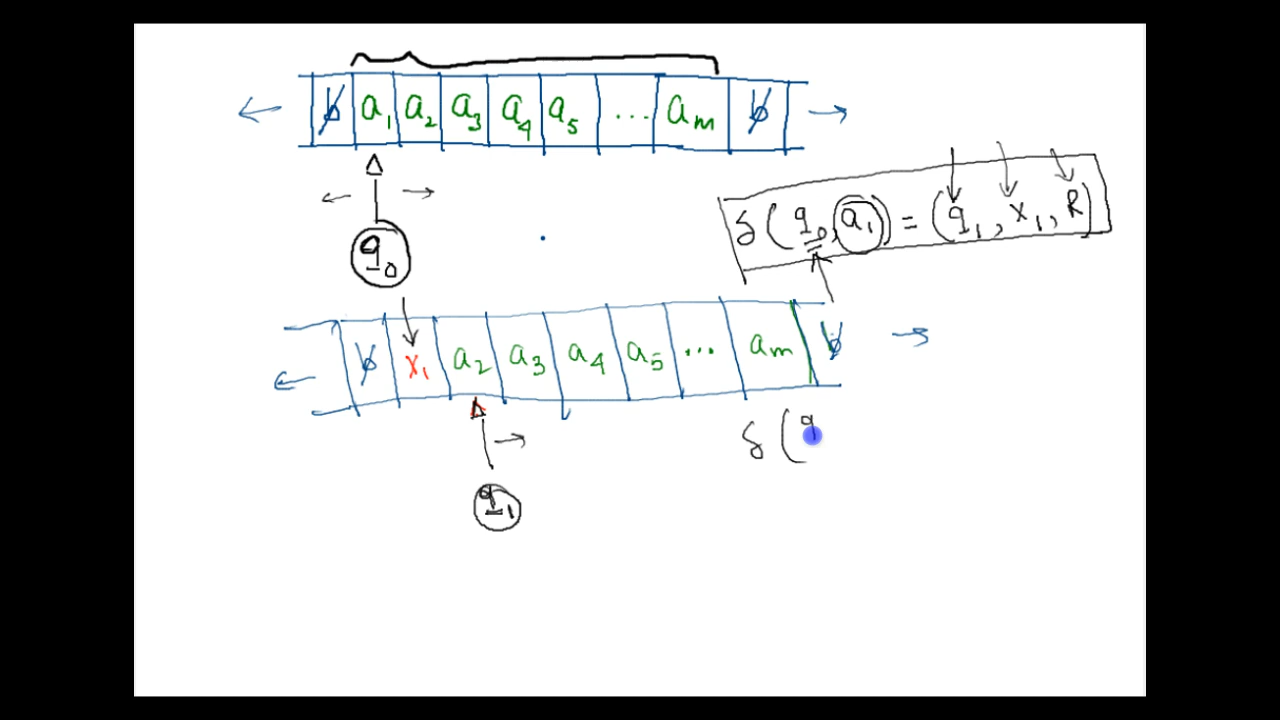 ƀ a₁ a₂ a₃ a₄ a₅ ... aₘ ƀ
δ(q₀, a₁) = (q₁, X₁, R)
q₀
ƀ X₁ a₂ a₃ a₄ a₅ ... aₘ ƀ
δ(q
q₁